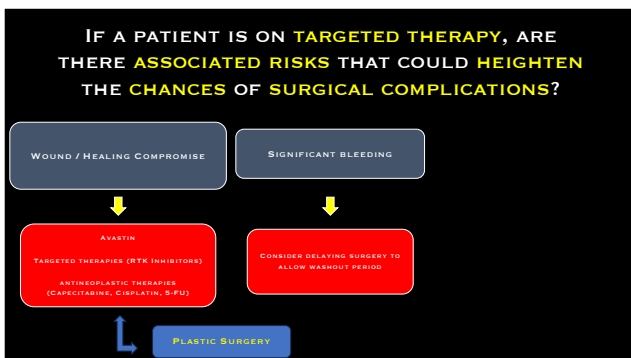 If a patient is on targeted therapy, are
there associated risks that could heighten
the chances of surgical complications?
Wound / Healing Compromise
Significant bleeding
Avastin
Targeted therapies (RTK Inhibitors)
antineoplastic therapies
(Capecitabine, Cisplatin, 5-FU)
Consider delaying surgery to
allow washout period
Plastic Surgery